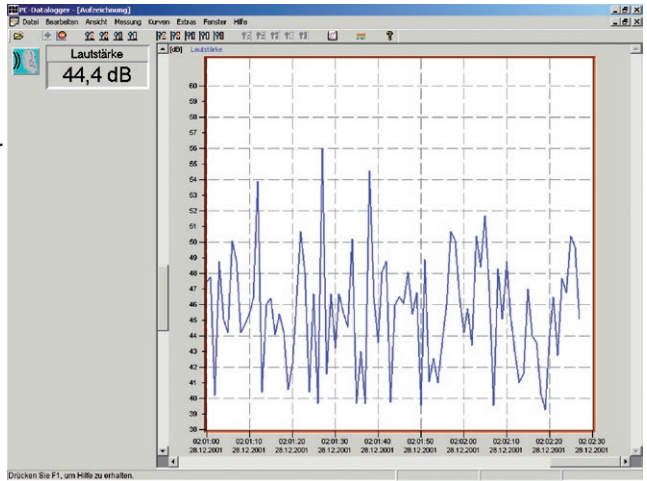 PC-Datalogger - [Aufzeichnung]
Datei Bearbeiten Ansicht Messung Kurven Extras Fenster Hilfe
Lautstärke
44,4 dB
[dB] Lautstärke
60
59
58
57
56
55
54
53
52
51
50
49
48
47
46
45
44
43
42
41
40
39
38
02:01:00 02:01:10 02:01:20 02:01:30 02:01:40 02:01:50 02:02:00 02:02:10 02:02:20 02:02:30
28.12.2001 28.12.2001 28.12.2001 28.12.2001 28.12.2001 28.12.2001 28.12.2001 28.12.2001 28.12.2001 28.12.2001
Drücken Sie F1, um Hilfe zu erhalten.